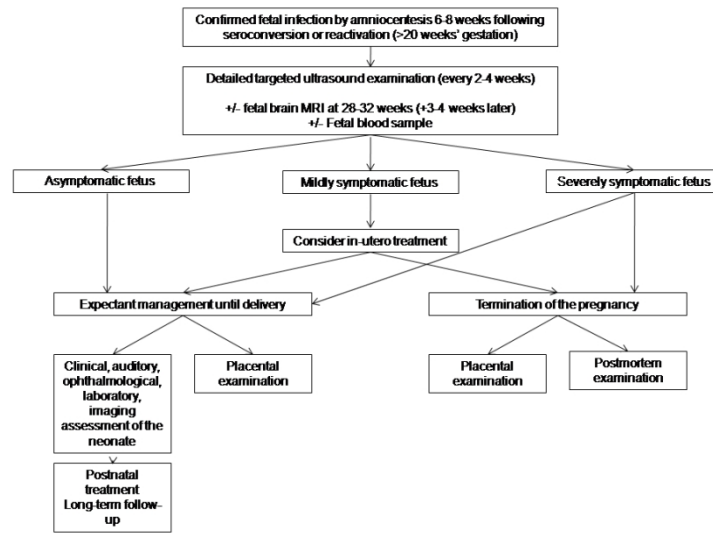 Confirmed fetal infection by amniocentesis 6-8 weeks following
seroconversion or reactivation (>20 weeks' gestation)
Detailed targeted ultrasound examination (every 2-4 weeks)
+/- fetal brain MRI at 28-32 weeks (+3-4 weeks later)
+/- Fetal blood sample
Asymptomatic fetus
Mildly symptomatic fetus
Severely symptomatic fetus
Consider in-utero treatment
Expectant management until delivery
Termination of the pregnancy
Clinical, auditory,
ophthalmological,
laboratory,
imaging
assessment of the
neonate
Placental
examination
Placental
examination
Postmortem
examination
Postnatal
treatment
Long-term follow-
up